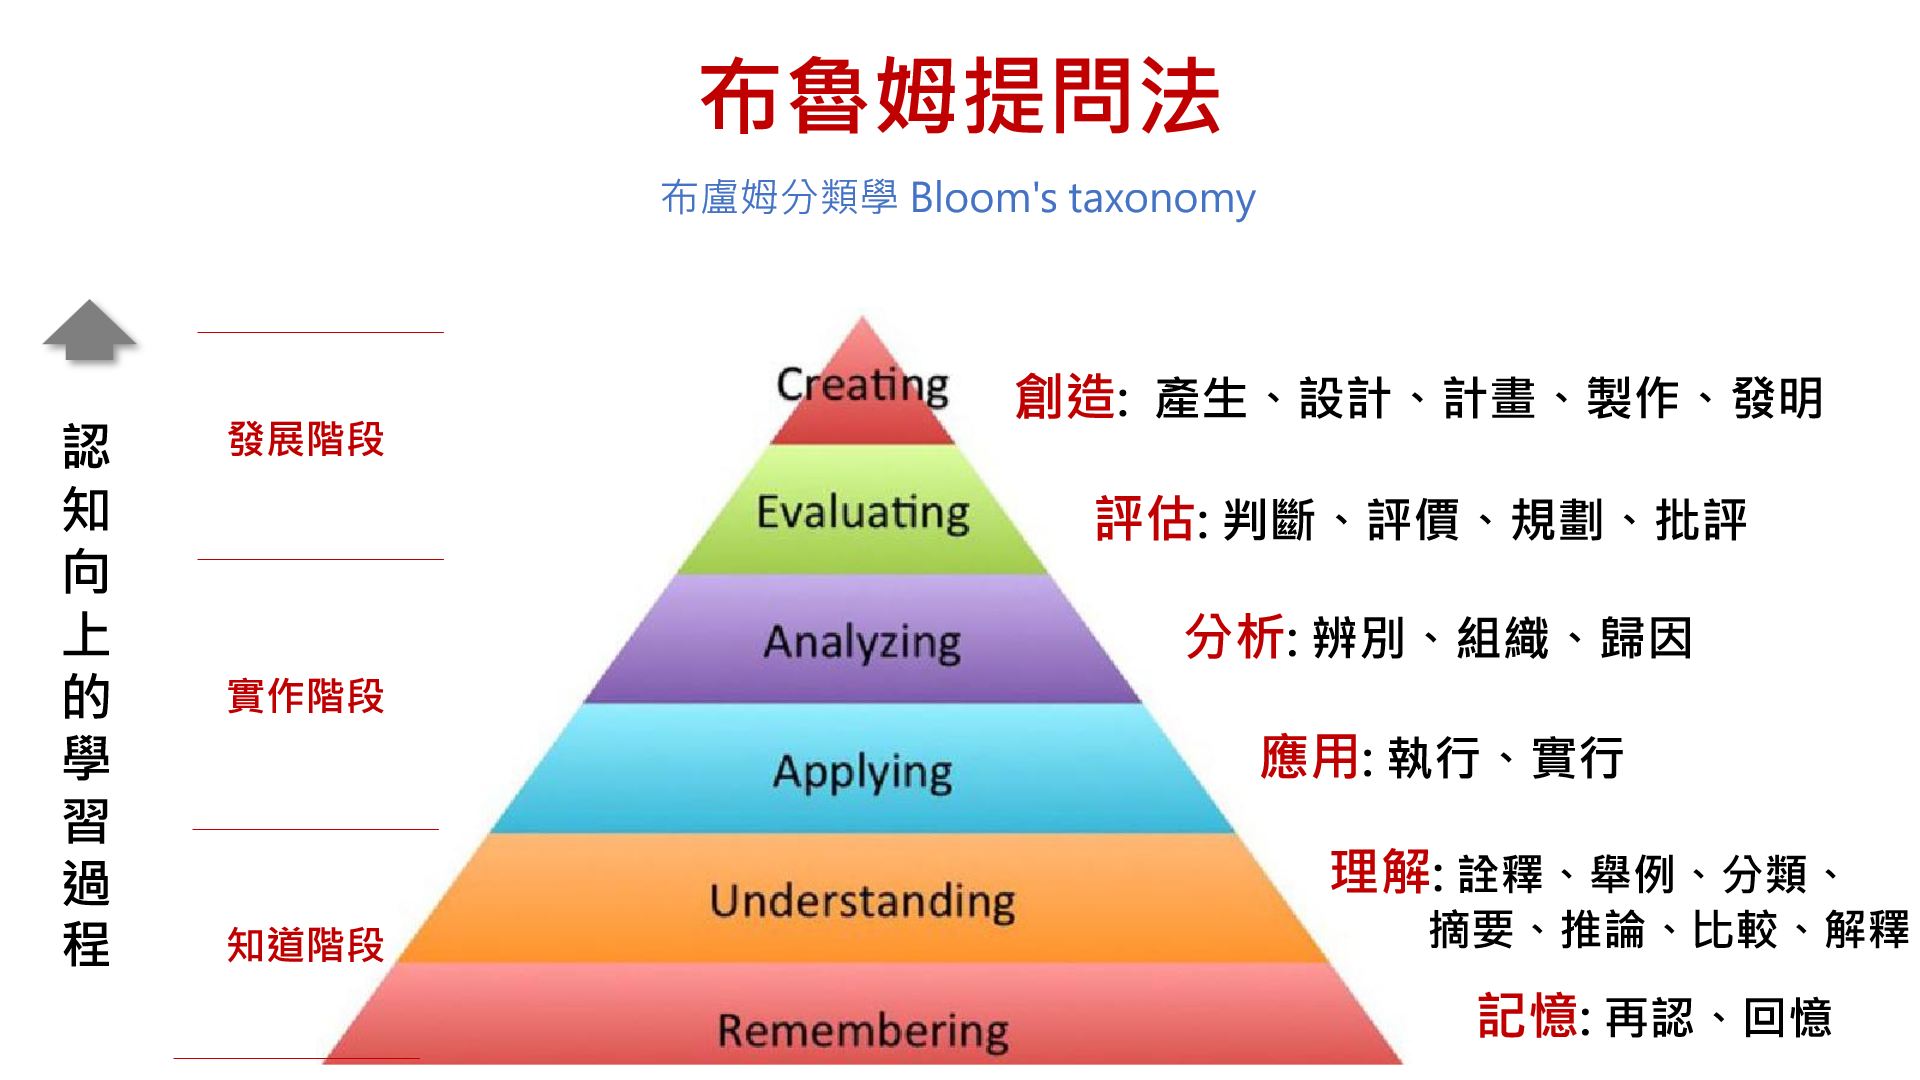 布魯姆提問法
布盧姆分類學 Bloom's taxonomy
認知向上的學習過程
發展階段
實作階段
知道階段
Creating
Evaluating
Analyzing
Applying
Understanding
Remembering
創造: 產生、設計、計畫、製作、發明
評估: 判斷、評價、規劃、批評
分析: 辨別、組織、歸因
應用: 執行、實行
理解: 詮釋、舉例、分類、
摘要、推論、比較、解釋
記憶: 再認、回憶